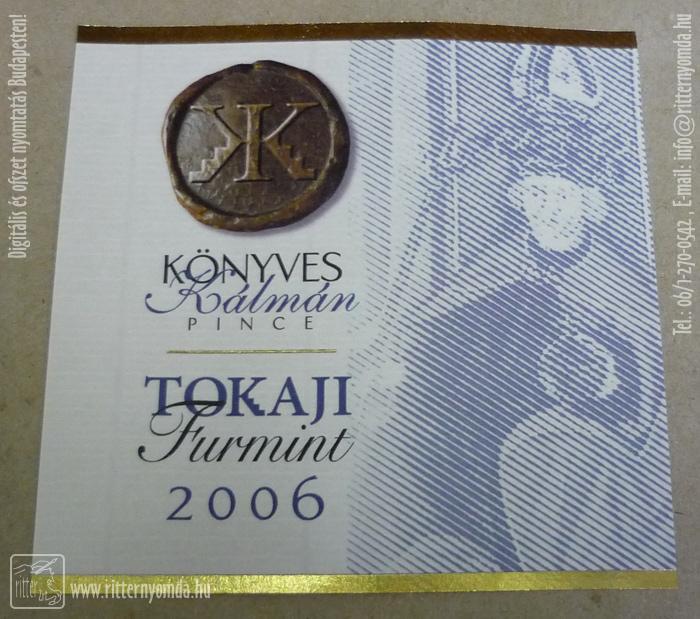 KÖNYVES
Kálmán
PINCE
TOKAJI
Furmint
2006
Digitális és ofszet nyomtatás Budapesten!
Tel.: 06/1-270-0542 E-mail: info@ritternyomda.hu
ritter
www.ritternyomda.hu